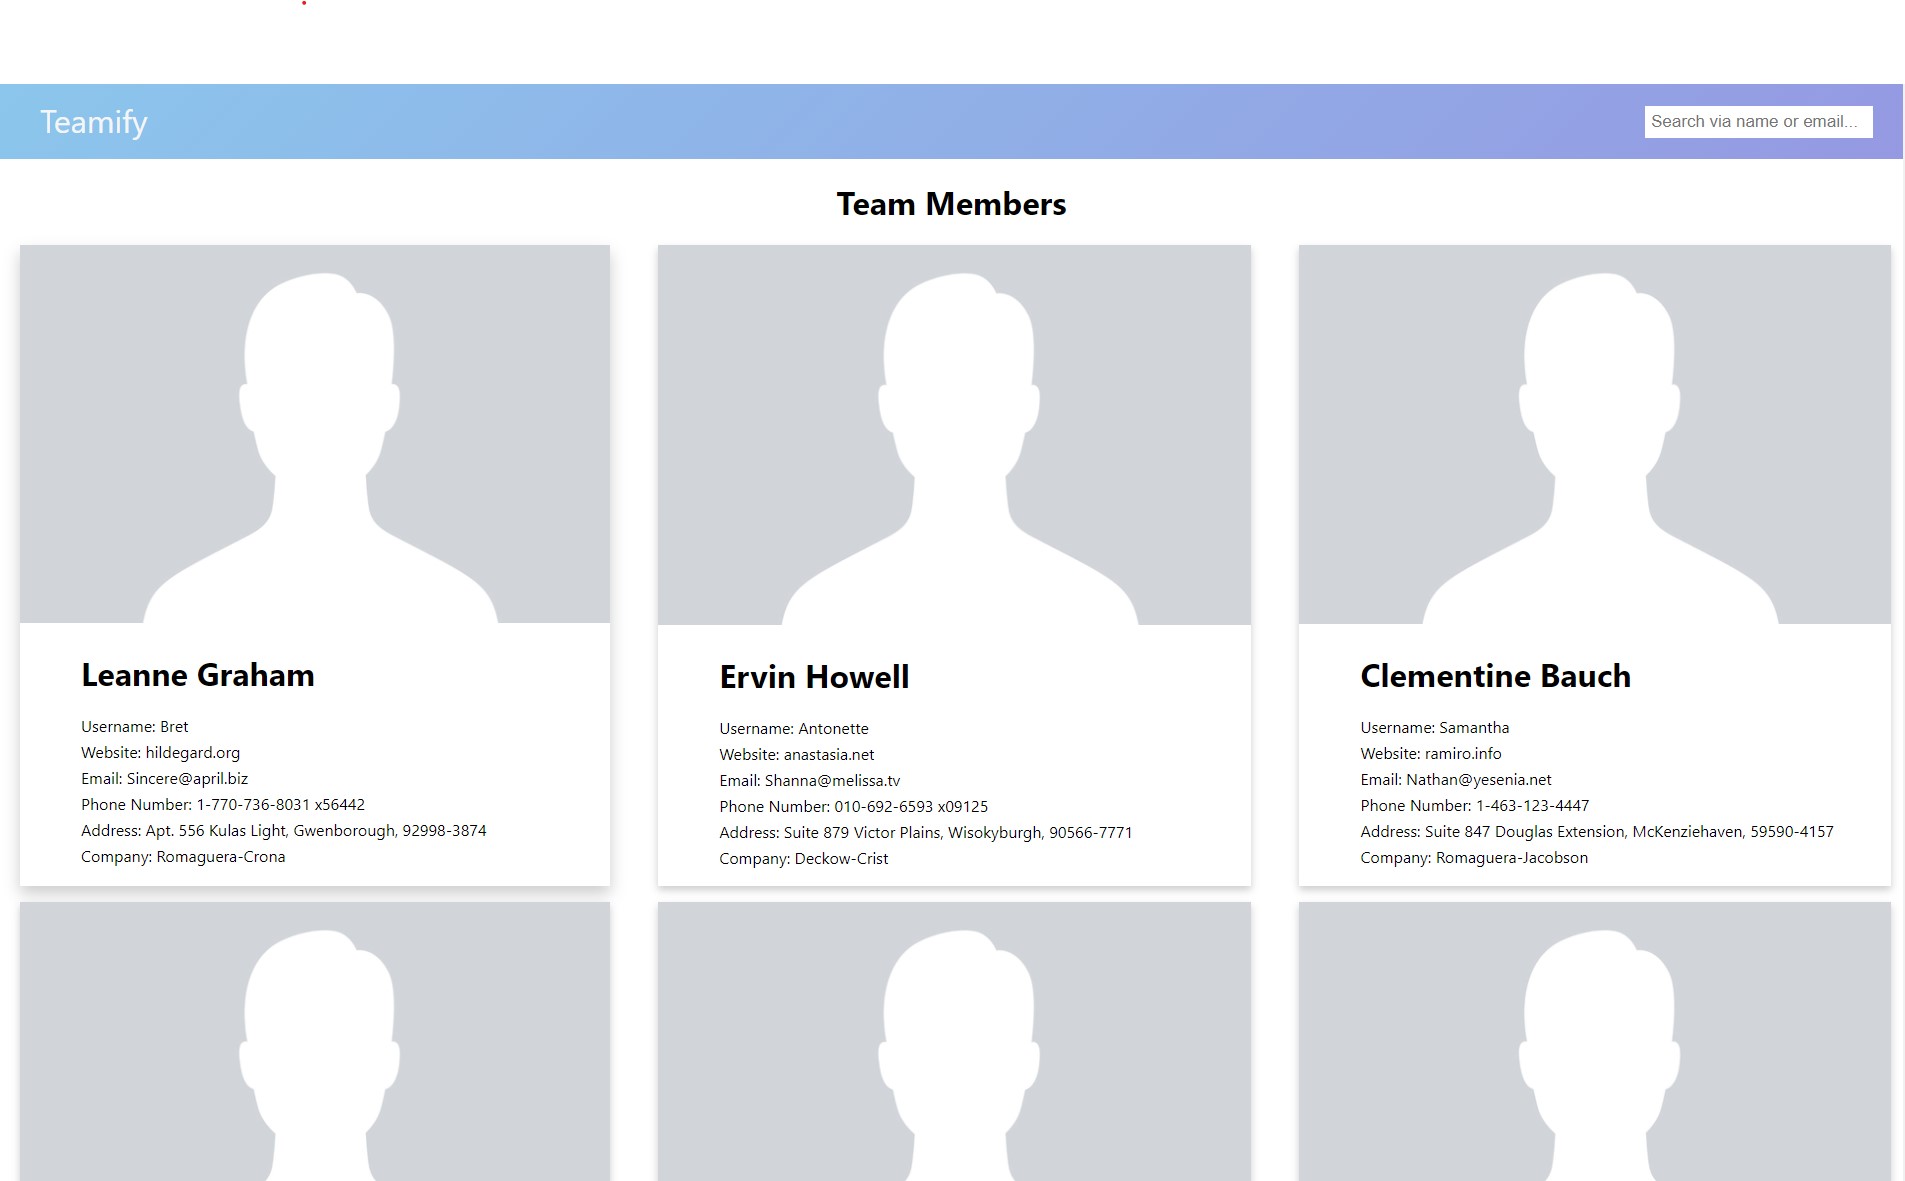 Teamify
Search via name or email...
Team Members
Leanne Graham
Username: Bret
Website: hildegard.org
Email: Sincere@april.biz
Phone Number: 1-770-736-8031 x56442
Address: Apt. 556 Kulas Light, Gwenborough, 92998-3874
Company: Romaguera-Crona
Ervin Howell
Username: Antonette
Website: anastasia.net
Email: Shanna@melissa.tv
Phone Number: 010-692-6593 x09125
Address: Suite 879 Victor Plains, Wisokyburgh, 90566-7771
Company: Deckow-Crist
Clementine Bauch
Username: Samantha
Website: ramiro.info
Email: Nathan@yesenia.net
Phone Number: 1-463-123-4447
Address: Suite 847 Douglas Extension, McKenziehaven, 59590-4157
Company: Romaguera-Jacobson